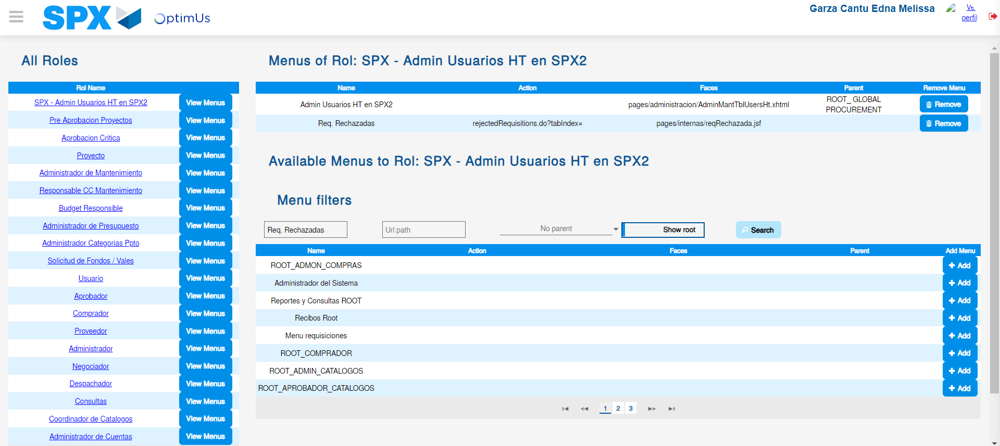 SPX
OptimUs
Garza Cantu Edna Melissa
Ve
perfil
All Roles
Rol Name
SPX - Admin Usuarios HT en SPX2 View Menus
Pre Aprobacion Proyectos View Menus
Aprobacion Critica View Menus
Proyecto View Menus
Administrador de Mantenimiento View Menus
Responsable CC Mantenimiento View Menus
Budget Responsible View Menus
Administrador de Presupuesto View Menus
Administrador Categorias Ppto View Menus
Solicitud de Fondos / Vales View Menus
Usuario View Menus
Aprobador View Menus
Comprador View Menus
Proveedor View Menus
Administrador View Menus
Negociador View Menus
Despachador View Menus
Consultas View Menus
Coordinador de Catalogos View Menus
Administrador de Cuentas View Menus
Menus of Rol: SPX - Admin Usuarios HT en SPX2
Name Action Faces Parent Remove Menu
Admin Usuarios HT en SPX2 pages/administracion/AdminMantTblUsersHt.xhtml ROOT_GLOBAL PROCUREMENT Remove
Req. Rechazadas rejectedRequisitions.do?tabIndex= pages/internas/reqRechazada.jsf Remove
Available Menus to Rol: SPX - Admin Usuarios HT en SPX2
Menu filters
Req. Rechazadas Url path No parent Show root Search
Name Action Faces Parent Add Menu
ROOT_ADMON_COMPRAS Add
Administrador del Sistema Add
Reportes y Consultas ROOT Add
Recibos Root Add
Menu requisiciones Add
ROOT_COMPRADOR Add
ROOT_ADMIN_CATALOGOS Add
ROOT_APROBADOR_CATALOGOS Add
1 2 3